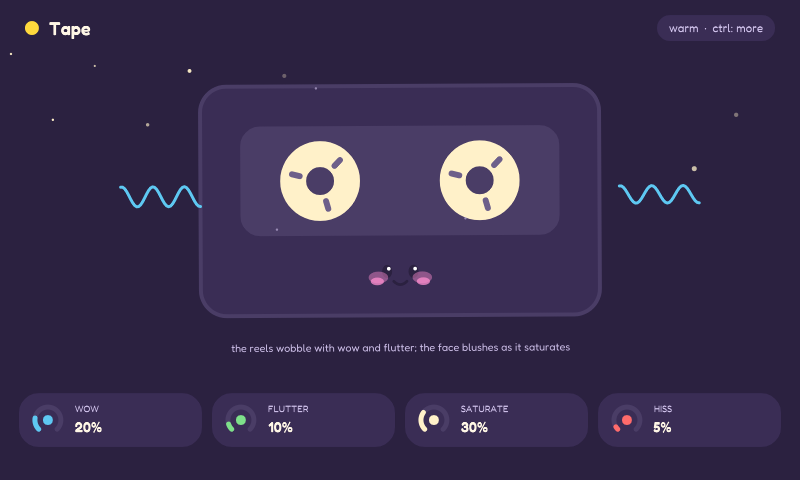 Tape
warm · ctrl: more
the reels wobble with wow and flutter; the face blushes as it saturates
WOW
20%
FLUTTER
10%
SATURATE
30%
HISS
5%